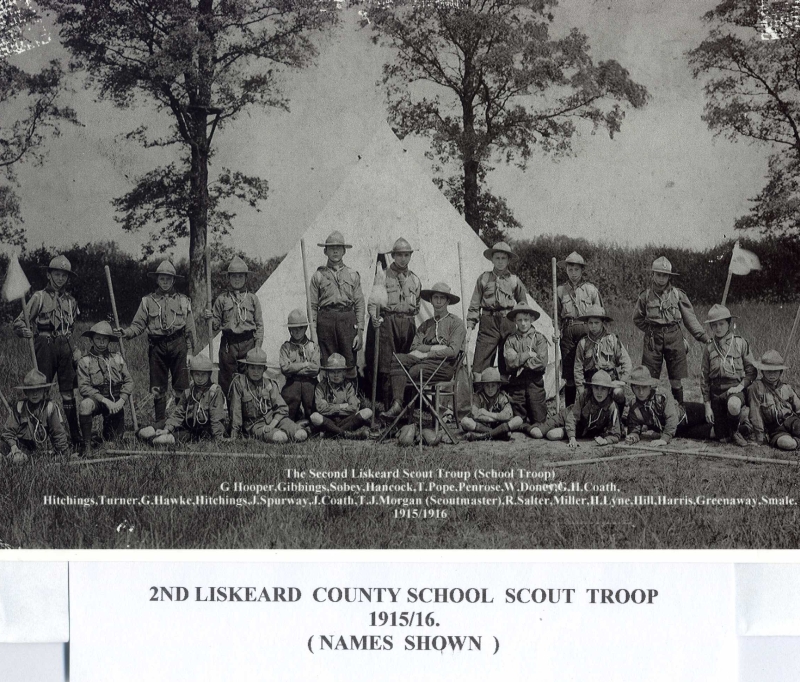 The Second Liskeard Scout Troup (School Troop)
G Hooper,Gibbings,Sobey,Hancock,T.Pope,Penrose,W.Doney,G.H.Coath,
Hitchings,Turner,G.Hawke,Hitchings,J.Spurway,J.Coath,T.J.Morgan (Scoutmaster),R.Salter,Miller,H.Lyne,Hill,Harris,Greenaway,Smale.
1915/1916
2ND LISKEARD COUNTY SCHOOL SCOUT TROOP
1915/16.
( NAMES SHOWN )